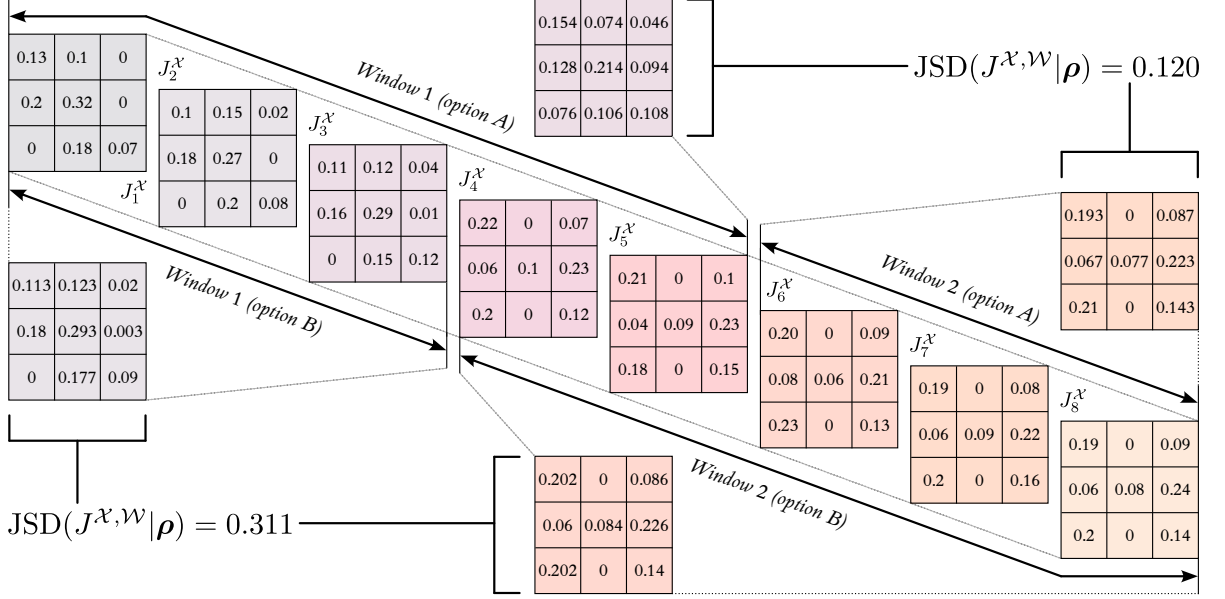 0.154 0.074 0.046
0.128 0.214 0.094
0.076 0.106 0.108
JSD(J^{𝒳,𝒲}|ρ) = 0.120
Window 1 (option A)
0.13 0.1 0
0.2 0.32 0
0 0.18 0.07
J_1^𝒳
J_2^𝒳
0.1 0.15 0.02
0.18 0.27 0
0 0.2 0.08
J_3^𝒳
0.11 0.12 0.04
0.16 0.29 0.01
0 0.15 0.12
J_4^𝒳
0.22 0 0.07
0.06 0.1 0.23
0.2 0 0.12
J_5^𝒳
0.21 0 0.1
0.04 0.09 0.23
0.18 0 0.15
J_6^𝒳
0.20 0 0.09
0.08 0.06 0.21
0.23 0 0.13
J_7^𝒳
0.19 0 0.08
0.06 0.09 0.22
0.2 0 0.16
J_8^𝒳
0.19 0 0.09
0.06 0.08 0.24
0.2 0 0.14
Window 2 (option A)
0.193 0 0.087
0.067 0.077 0.223
0.21 0 0.143
Window 1 (option B)
0.113 0.123 0.02
0.18 0.293 0.003
0 0.177 0.09
JSD(J^{𝒳,𝒲}|ρ) = 0.311
Window 2 (option B)
0.202 0 0.086
0.06 0.084 0.226
0.202 0 0.14